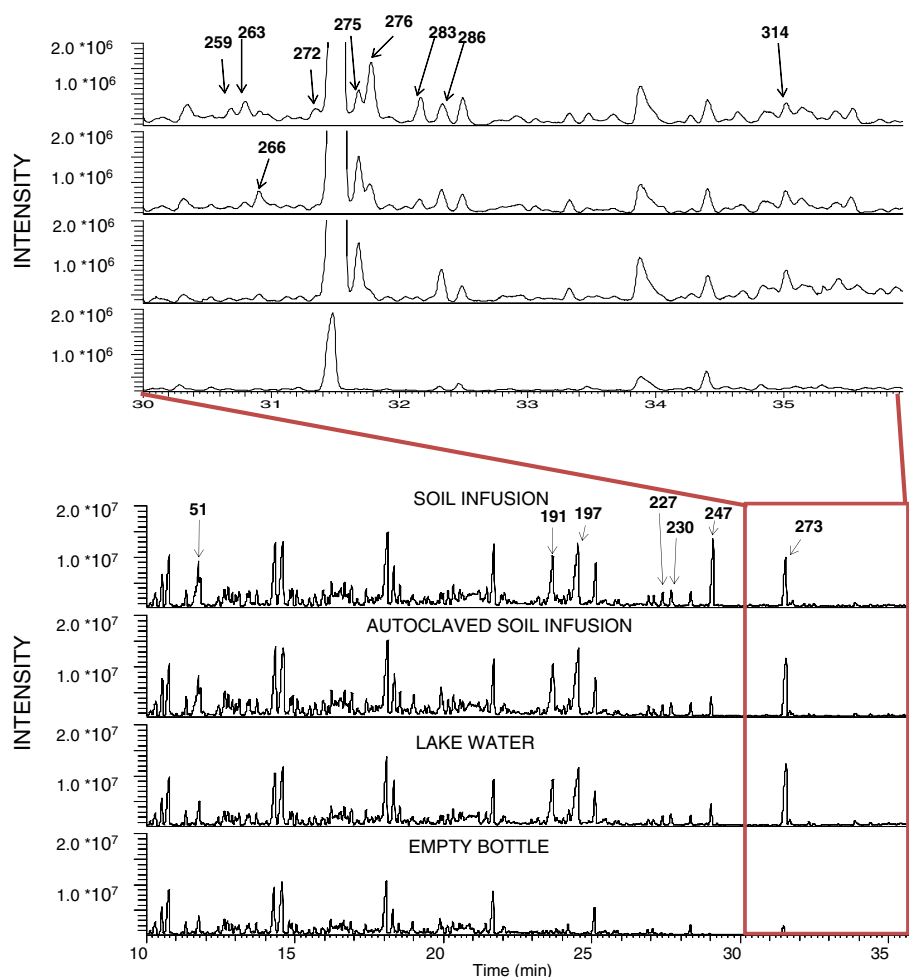 2.0 *10⁶
259 263 272 275 276 283 286 314
1.0 *10⁶
2.0 *10⁶
266
1.0 *10⁶
2.0 *10⁶
1.0 *10⁶
2.0 *10⁶
1.0 *10⁶
INTENSITY
30 31 32 33 34 35
SOIL INFUSION
2.0 *10⁷
51 191 197 227 230 247 273
1.0 *10⁷
AUTOCLAVED SOIL INFUSION
2.0 *10⁷
1.0 *10⁷
LAKE WATER
2.0 *10⁷
1.0 *10⁷
EMPTY BOTTLE
2.0 *10⁷
1.0 *10⁷
INTENSITY
10 15 20 25 30 35
Time (min)